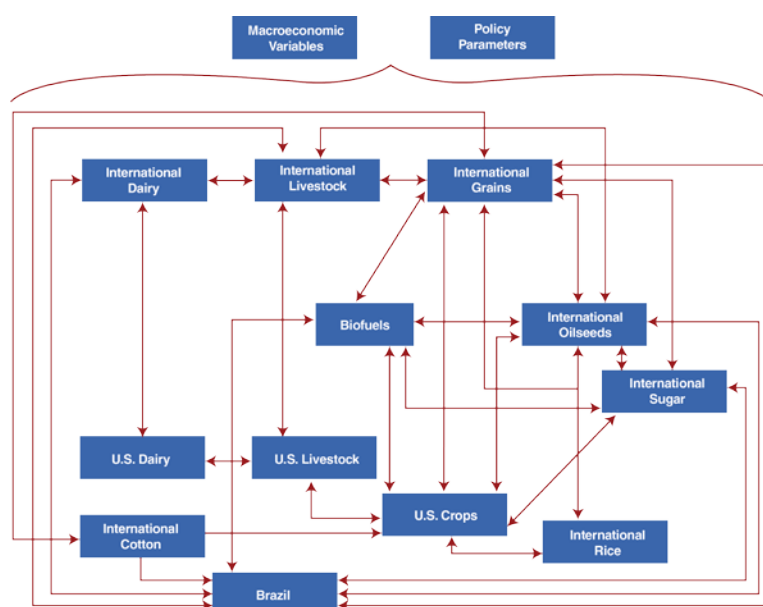 Macroeconomic
Variables
Policy
Parameters
International
Dairy
International
Livestock
International
Grains
Biofuels
International
Oilseeds
International
Sugar
U.S. Dairy
U.S. Livestock
U.S. Crops
International
Cotton
International
Rice
Brazil